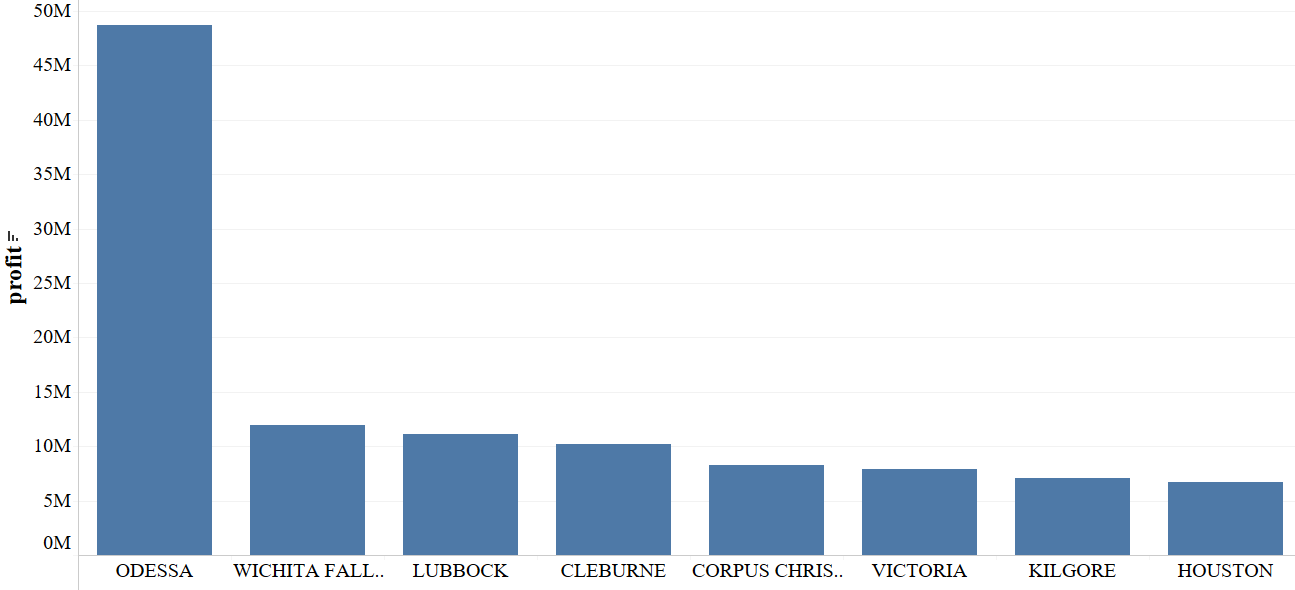 50M
45M
40M
35M
30M
25M
20M
15M
10M
5M
0M
profit
ODESSA WICHITA FALL.. LUBBOCK CLEBURNE CORPUS CHRIS.. VICTORIA KILGORE HOUSTON